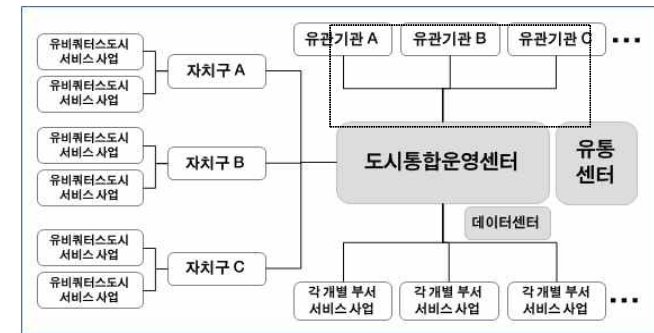 유관기관 A
유관기관 B
유관기관 C
유비쿼터스도시
서비스 사업
유비쿼터스도시
서비스 사업
자치구 A
유비쿼터스도시
서비스 사업
유비쿼터스도시
서비스 사업
자치구 B
도시통합운영센터
유통
센터
데이터센터
유비쿼터스도시
서비스 사업
유비쿼터스도시
서비스 사업
자치구 C
각 개별 부서
서비스 사업
각 개별 부서
서비스 사업
각 개별 부서
서비스 사업